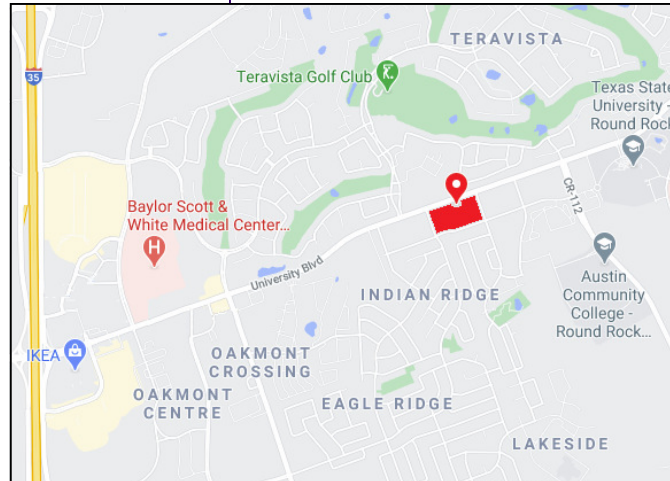 TERAVISTA
35
Teravista Golf Club
Texas State
University -
Round Rock
CR-112
Baylor Scott &
White Medical Center...
University Blvd
INDIAN RIDGE
Austin
Community
College -
Round Rock...
IKEA
OAKMONT
CROSSING
OAKMONT
CENTRE
EAGLE RIDGE
LAKESIDE
H